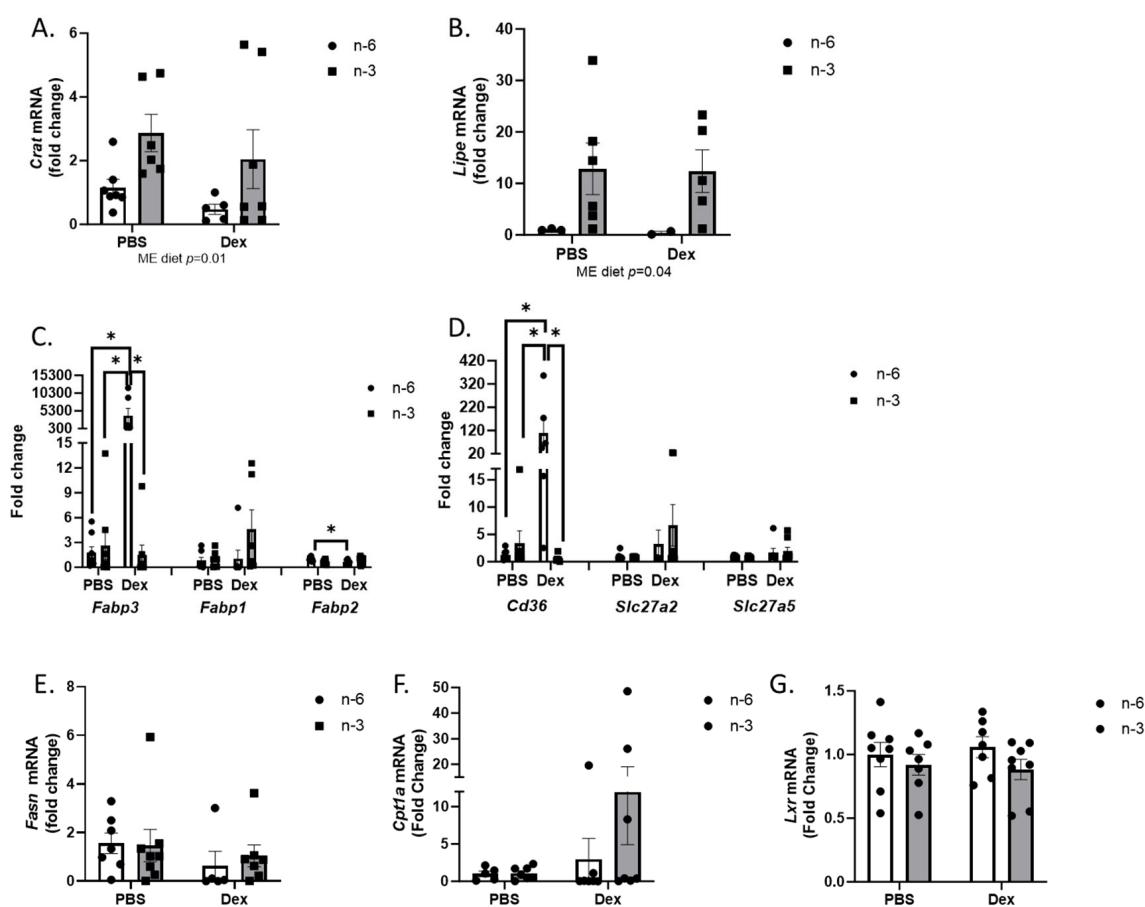 A.
6
4
2
0
Crat mRNA
(fold change)
n-6
n-3
PBS Dex
ME diet p=0.01
B.
40
30
20
10
0
Lipe mRNA
(fold change)
n-6
n-3
PBS Dex
ME diet p=0.04
C.
* * *
15300
10300
5300
300
15
12
9
6
3
0
Fold change
*
n-6
n-3
PBS Dex PBS Dex PBS Dex
Fabp3 Fabp1 Fabp2
D.
* * *
420
320
220
120
20
15
10
5
0
Fold change
n-6
n-3
PBS Dex PBS Dex PBS Dex
Cd36 Slc27a2 Slc27a5
E.
8
6
4
2
0
Fasn mRNA
(fold change)
n-6
n-3
PBS Dex
F.
50
40
30
20
10
5
0
Cpt1a mRNA
(Fold change)
n-6
n-3
PBS Dex
G.
1.5
1.0
0.5
0.0
Lxr mRNA
(Fold Change)
n-6
n-3
PBS Dex